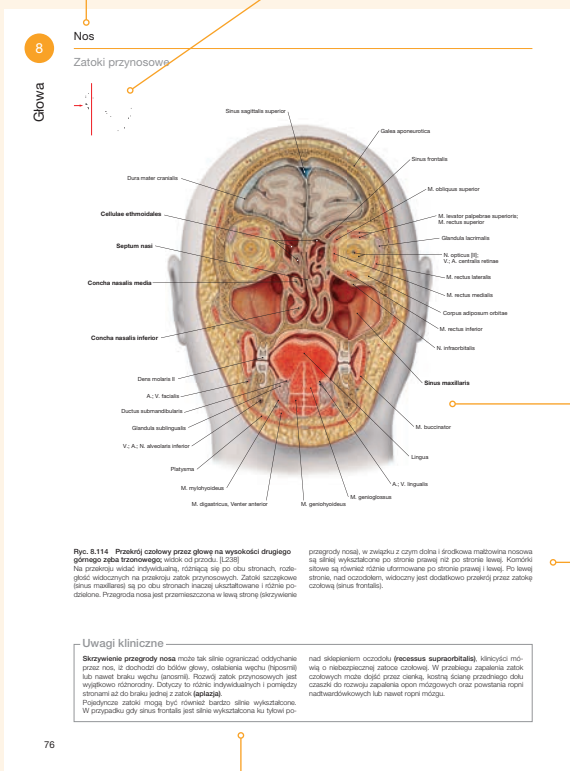 Nos
8
Zatoki przynosowe
Głowa
Sinus sagittalis superior
Galea aponeurotica
Sinus frontalis
Dura mater cranialis
M. obliquus superior
Cellulae ethmoidales
M. levator palpebrae superioris;
M. rectus superior
Glandula lacrimalis
Septum nasi
N. opticus [II];
V.; A. centralis retinae
M. rectus lateralis
Concha nasalis media
M. rectus medialis
Corpus adiposum orbitae
M. rectus inferior
Concha nasalis inferior
N. infraorbitalis
Dens molaris II
Sinus maxillaris
A.; V. facialis
Ductus submandibularis
Glandula sublingualis
M. buccinator
V.; A.; N. alveolaris inferior
Lingua
Platysma
A.; V. lingualis
M. mylohyoideus
M. genioglossus
M. digastricus, Venter anterior
M. geniohyoideus
Ryc. 8.114 Przekrój czołowy przez głowę na wysokości drugiego
górnego zęba trzonowego; widok od przodu. [L238]
Na przekroju widać indywidualną, różniącą się po obu stronach, rozle-
głość widocznych na przekroju zatok przynosowych. Zatoki szczękowe
(sinus maxillares) są po obu stronach inaczej ukształtowane i różnie po-
dzielone. Przegroda nosa jest przemieszczona w lewą stronę (skrzywienie
przegrody nosa), w związku z czym dolna i środkowa małżowina nosowa
są silniej wykształcone po stronie prawej niż po stronie lewej. Komórki
sitowe są również różnie uformowane po stronie prawej i lewej. Po lewej
stronie, nad oczodołem, widoczny jest dodatkowo przekrój przez zatokę
czołową (sinus frontalis).
Uwagi kliniczne
Skrzywienie przegrody nosa może tak silnie ograniczać oddychanie
przez nos, iż dochodzi do bólów głowy, osłabienia węchu (hiposmii)
lub nawet braku węchu (anosmii). Rozwój zatok przynosowych jest
wyjątkowo różnorodny. Dotyczy to różnic indywidualnych i pomiędzy
stronami aż do braku jednej z zatok (aplazja).
Pojedyncze zatoki mogą być również bardzo silnie wykształcone.
W przypadku gdy sinus frontalis jest silnie wykształcona ku tyłowi po-
nad sklepieniem oczodołu (recessus supraorbitalis), klinicyści mó-
wią o niebezpiecznej zatoce czołowej. W przebiegu zapalenia zatok
czołowych może dojść przez cienką, kostną ścianę przedniego dołu
czaszki do rozwoju zapalenia opon mózgowych oraz powstania ropni
nadtwardówkowych lub nawet ropni mózgu.
76